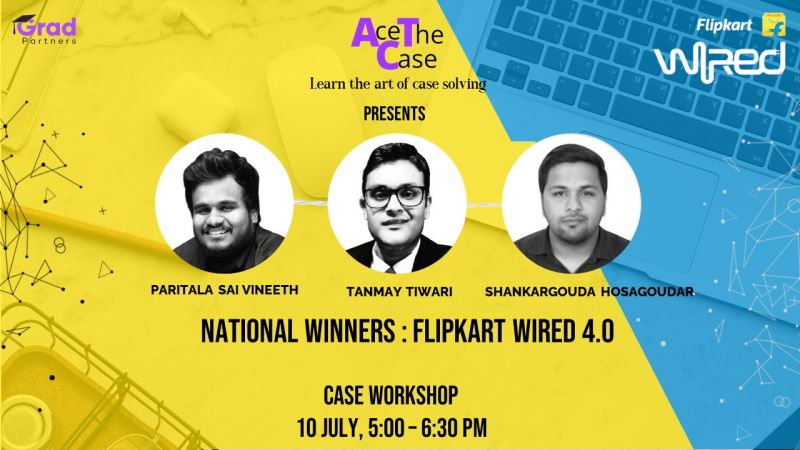 Grad
Partners
AceThe
Case
Learn the art of case solving
PRESENTS
Flipkart
WIRED
PARITALA SAI VINEETH
TANMAY TIWARI
SHANKARGOUDA HOSAGOUDAR
NATIONAL WINNERS : FLIPKART WIRED 4.0
CASE WORKSHOP
10 JULY, 5:00 – 6:30 PM